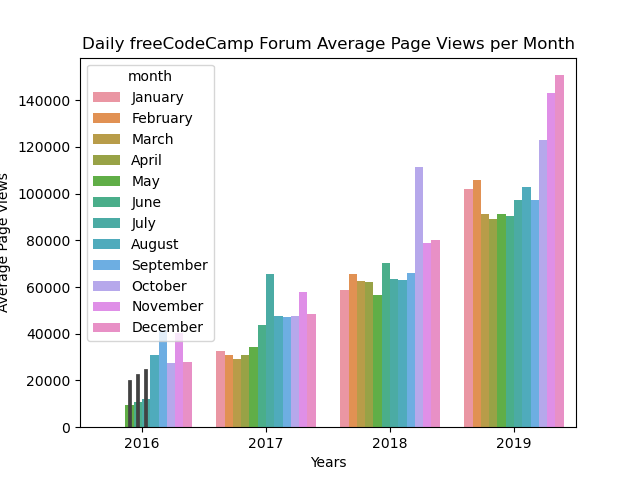 Daily freeCodeCamp Forum Average Page Views per Month
month
January
February
March
April
May
June
July
August
September
October
November
December
140000
120000
100000
80000
60000
40000
20000
0
Average Page Views
2016 2017 2018 2019
Years